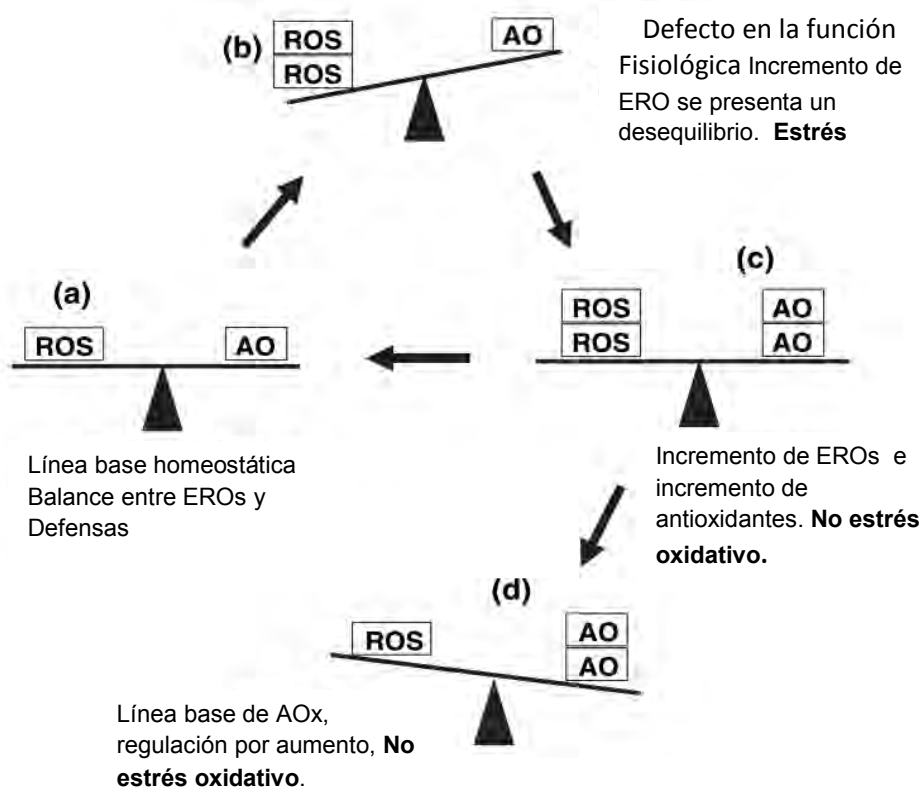 (b)
ROS
ROS
AO
Defecto en la función
Fisiológica Incremento de
ERO se presenta un
desequilibrio. Estrés
(a)
ROS
AO
Línea base homeostática
Balance entre EROs y
Defensas
(c)
ROS
ROS
AO
AO
Incremento de EROs e
incremento de
antioxidantes. No estrés
oxidativo.
(d)
ROS
AO
AO
Línea base de AOx,
regulación por aumento, No
estrés oxidativo.